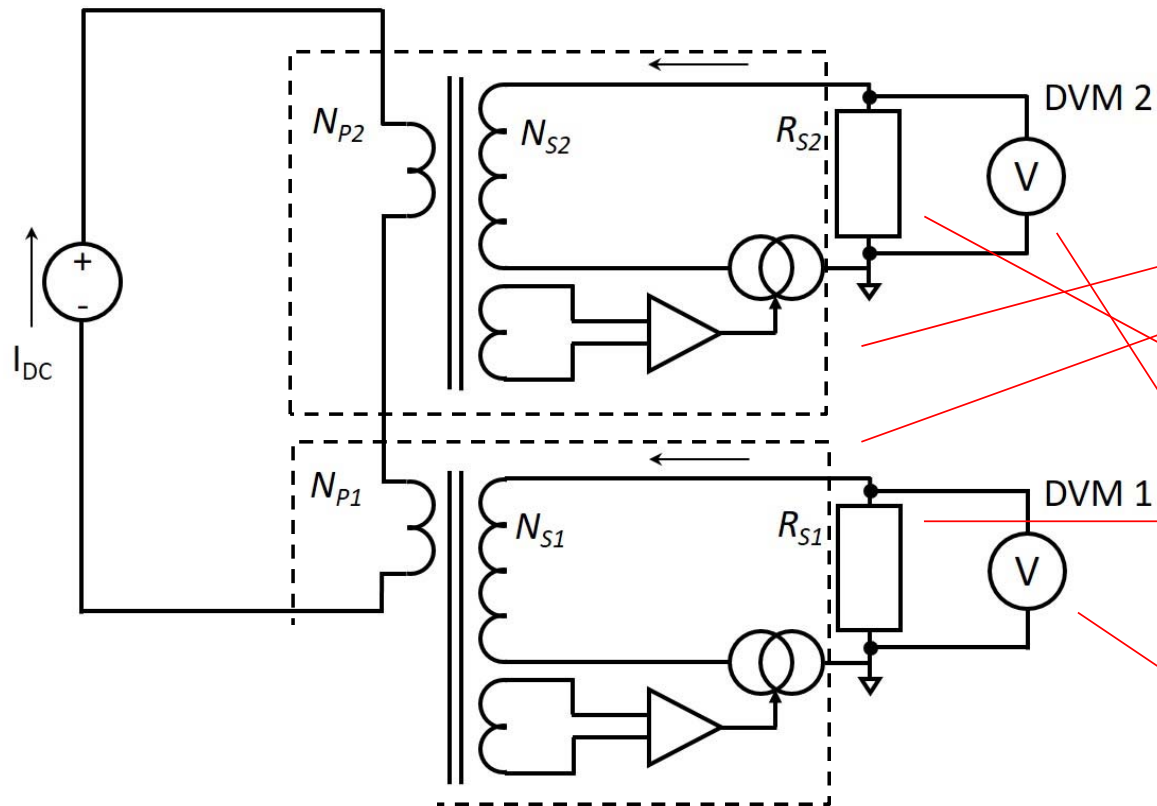 N_P2
N_S2
R_S2
DVM 2
V
+
-
I_DC
N_P1
N_S1
R_S1
DVM 1
V